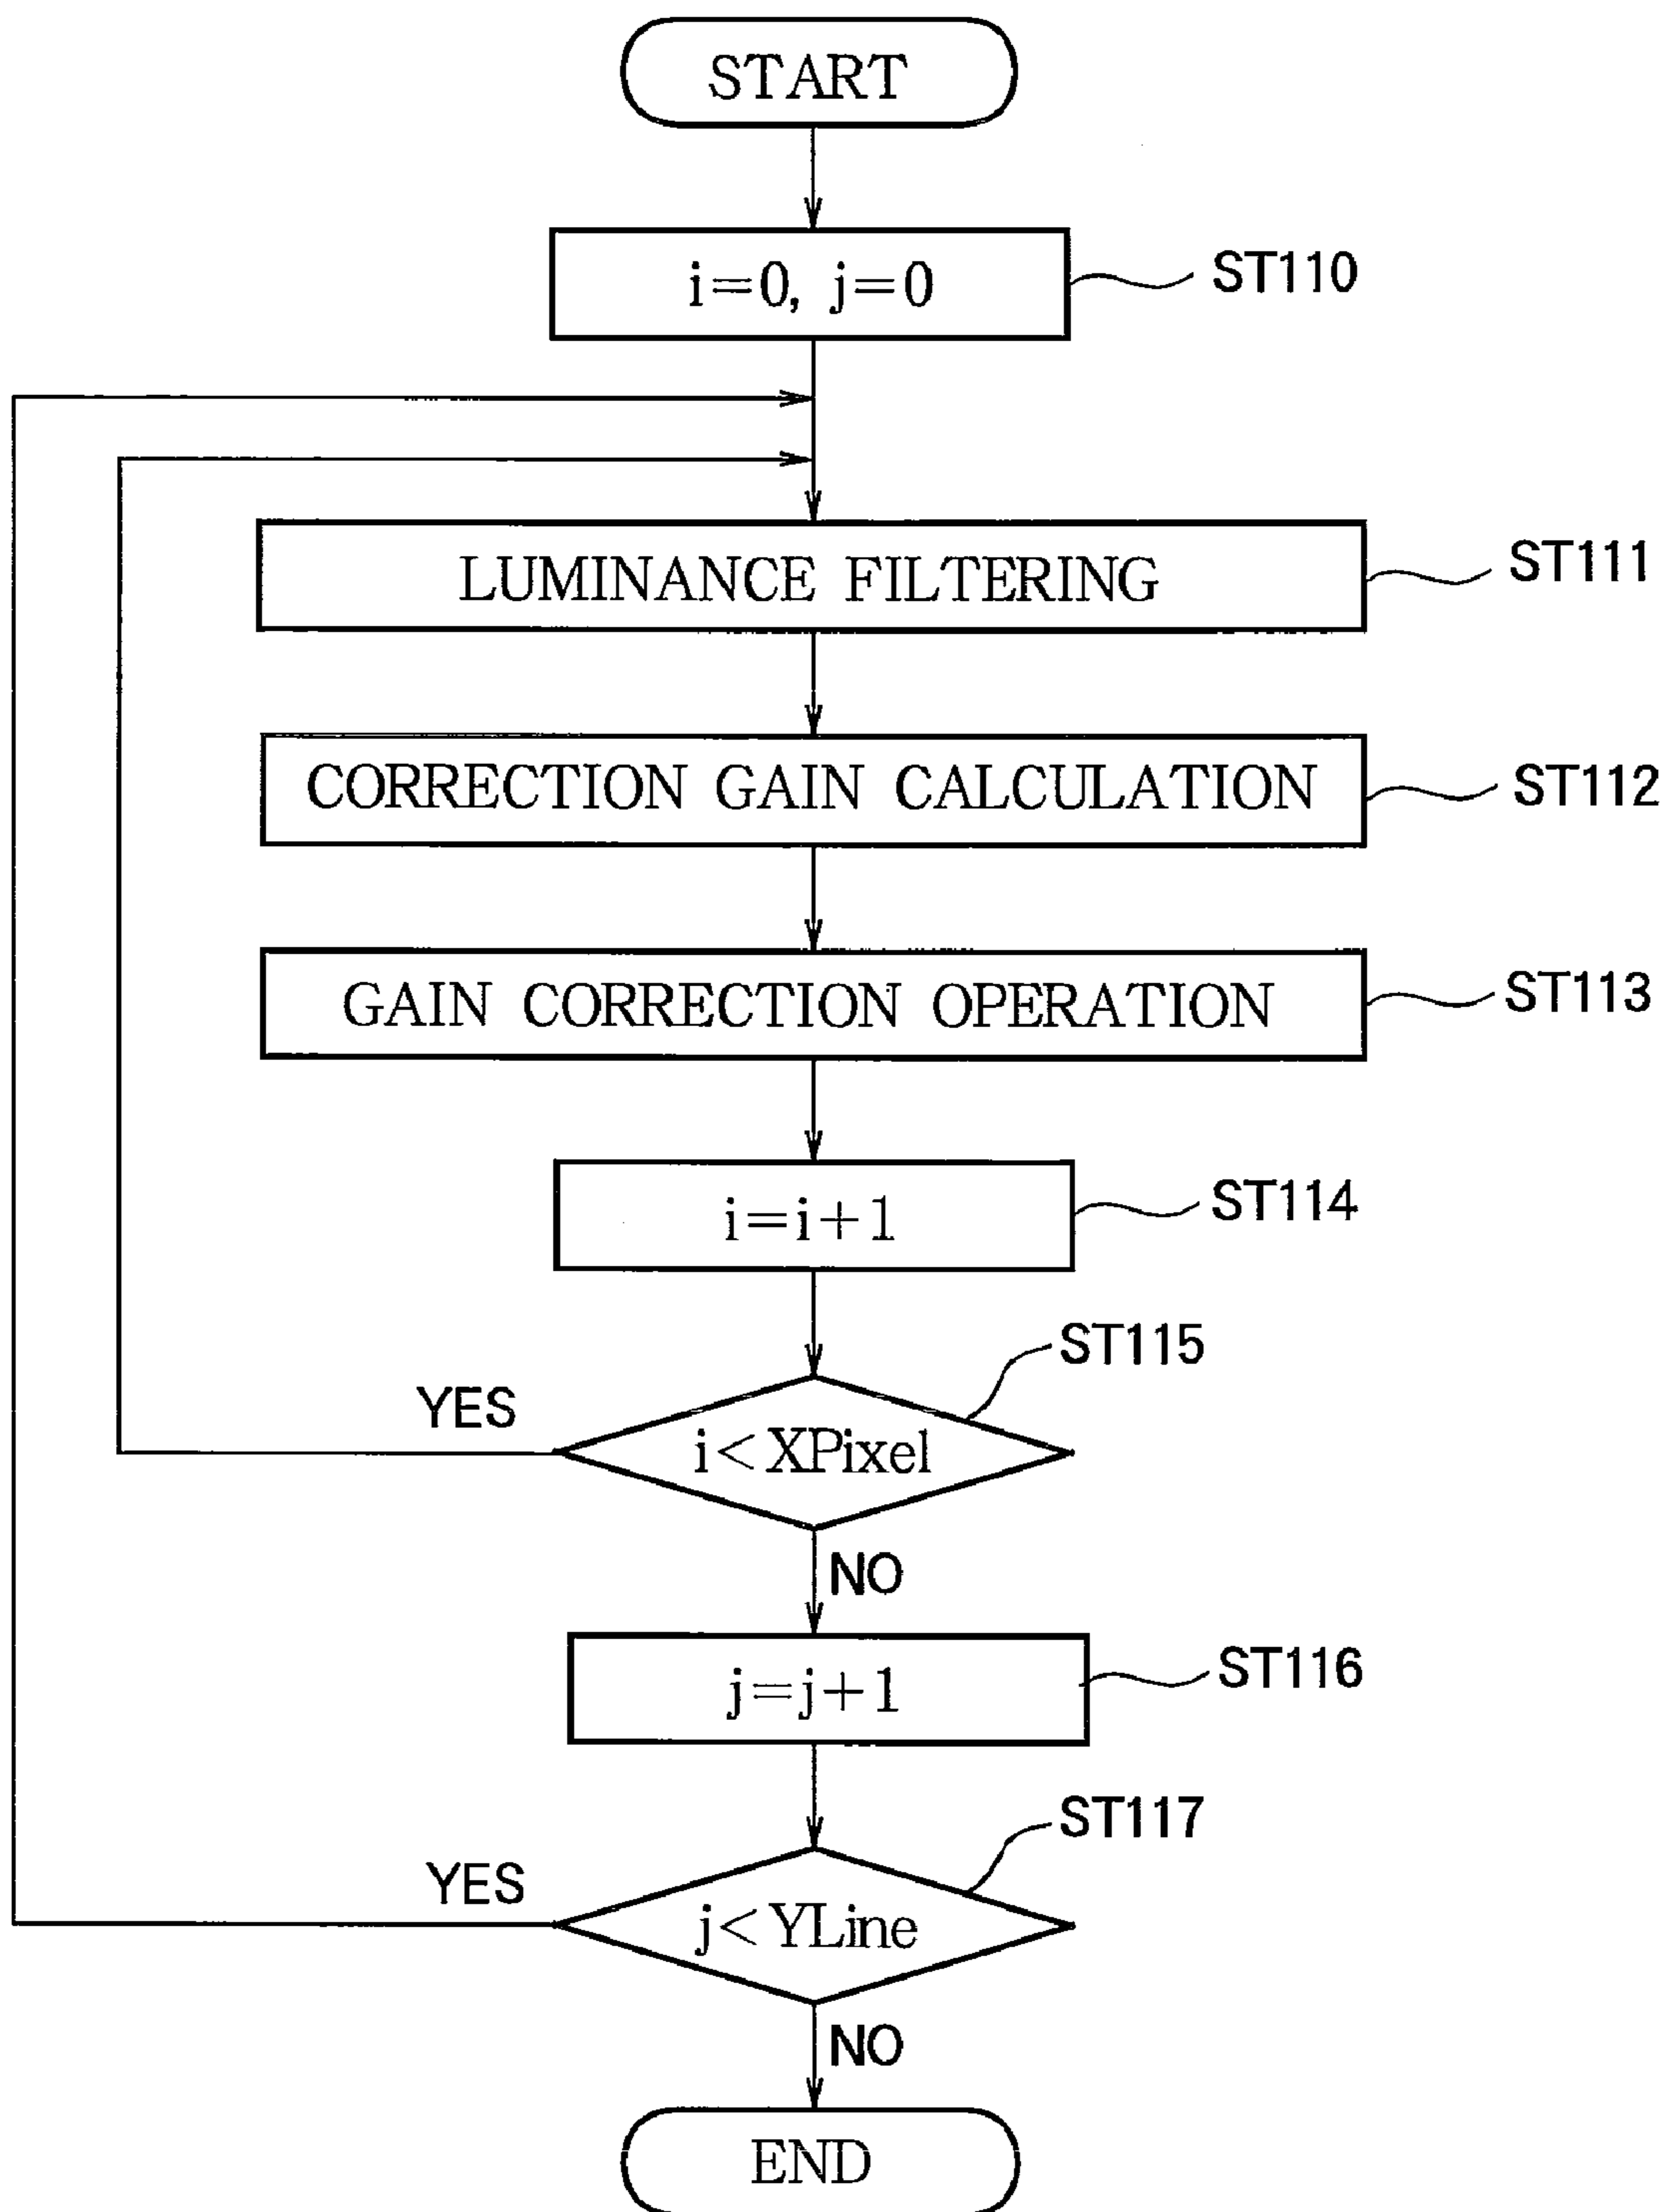 START
i=0, j=0
ST110
LUMINANCE FILTERING
ST111
CORRECTION GAIN CALCULATION
ST112
GAIN CORRECTION OPERATION
ST113
i=i+1
ST114
ST115
YES
i<XPixel
NO
j=j+1
ST116
ST117
YES
j<YLine
NO
END